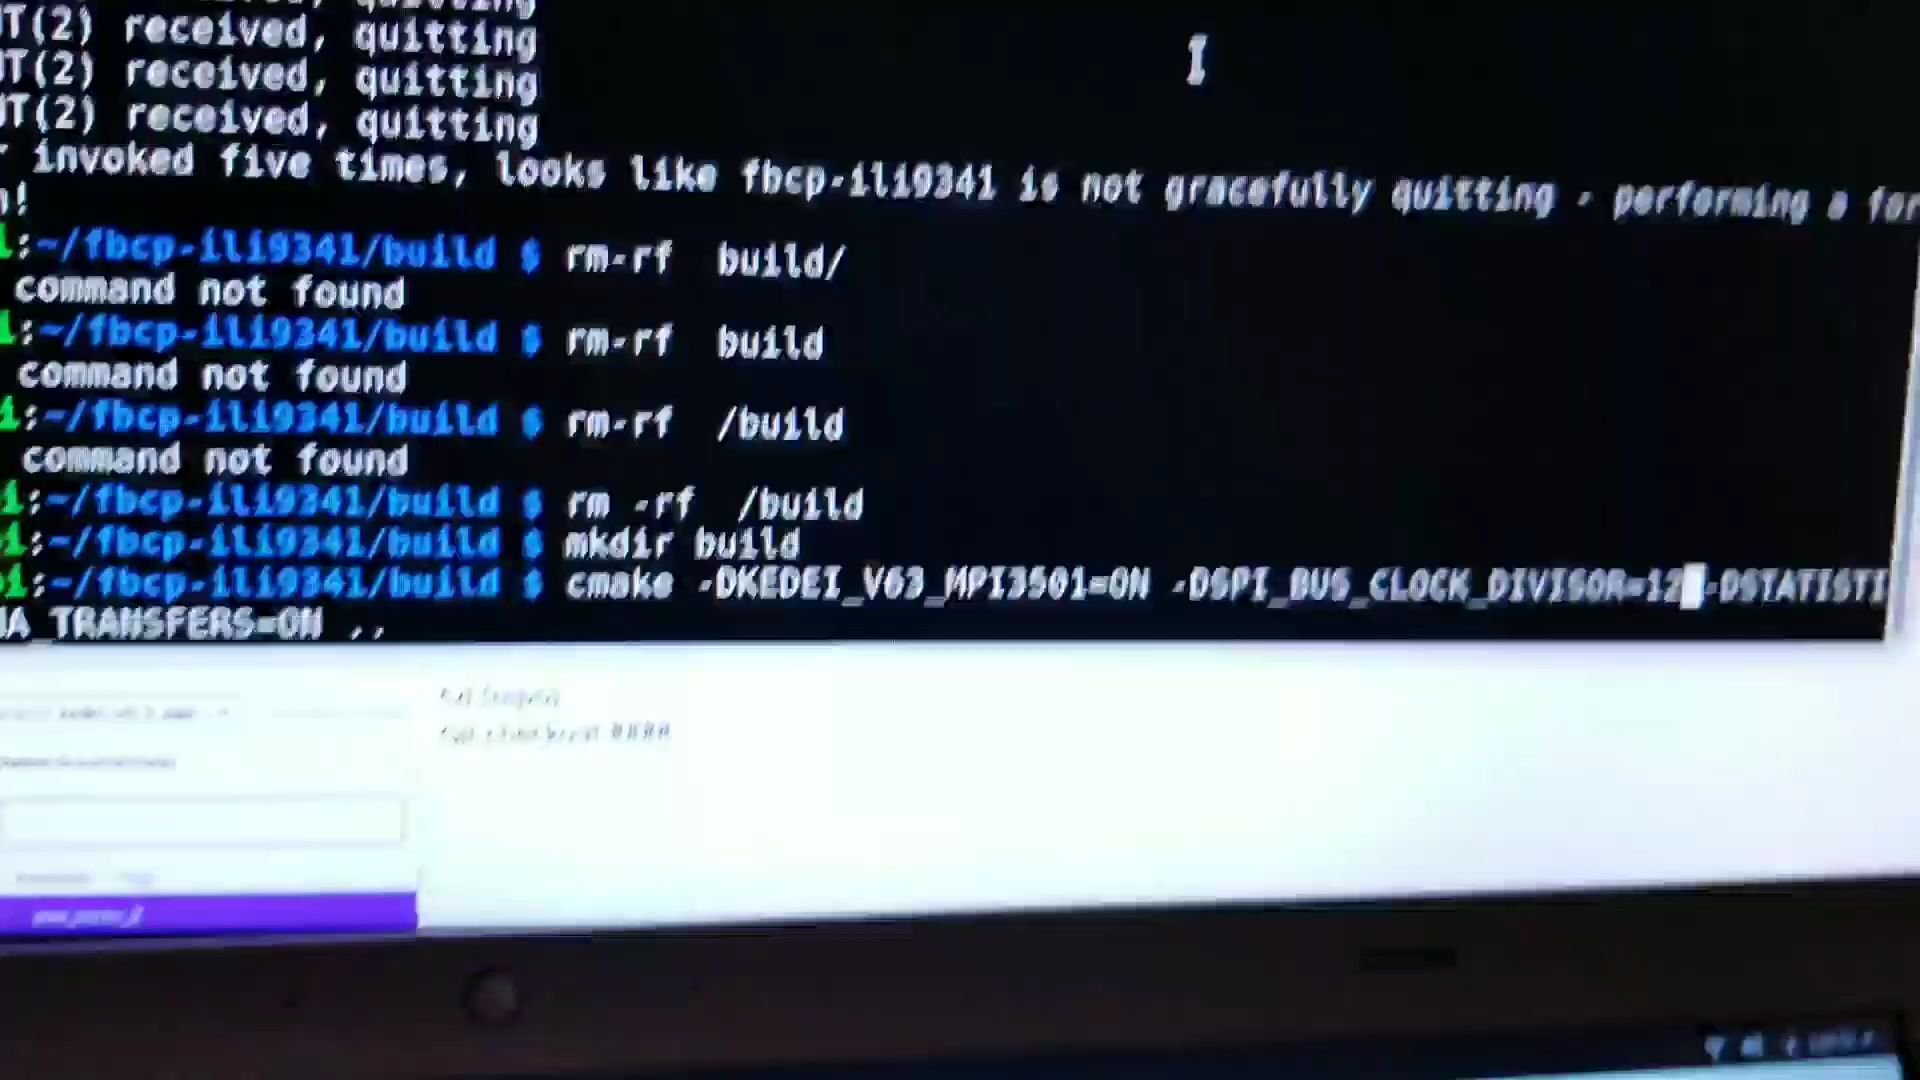 quitting
T(2) received, quitting
T(2) received, quitting
T(2) received, quitting
invoked five times, looks like fbcp-ili9341 is not gracefully quitting - performing a for
n!
i:~/fbcp-ili9341/build $ rm-rf  build/
command not found
i:~/fbcp-ili9341/build $ rm-rf  build
command not found
i:~/fbcp-ili9341/build $ rm-rf  /build
command not found
i:~/fbcp-ili9341/build $ rm -rf  /build
i:~/fbcp-ili9341/build $ mkdir build
i:~/fbcp-ili9341/build $ cmake -DKEDEI_V63_MPI3501=ON -DSPI_BUS_CLOCK_DIVISOR=12 -DSTATISTI
MA_TRANSFERS=ON ..